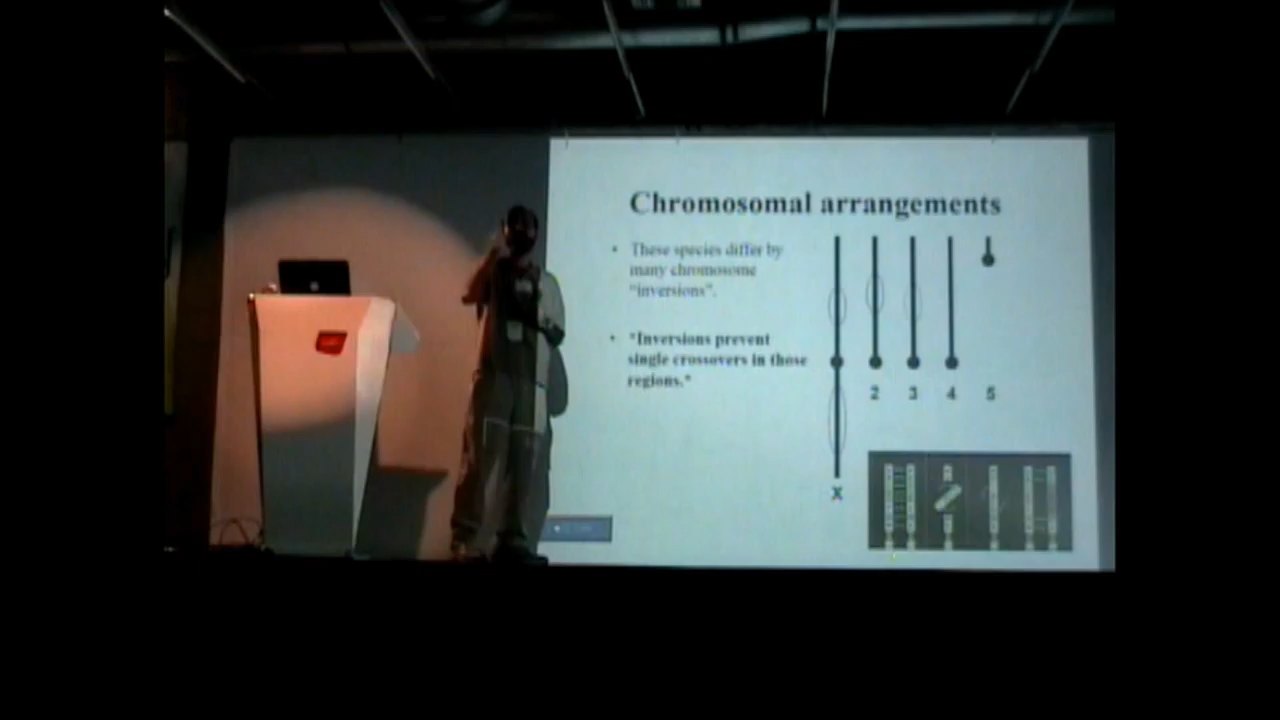 Chromosomal arrangements
• These species differ by
many chromosome
"inversions".
• *Inversions prevent
single crossovers in those
regions.*
2 3 4 5
X